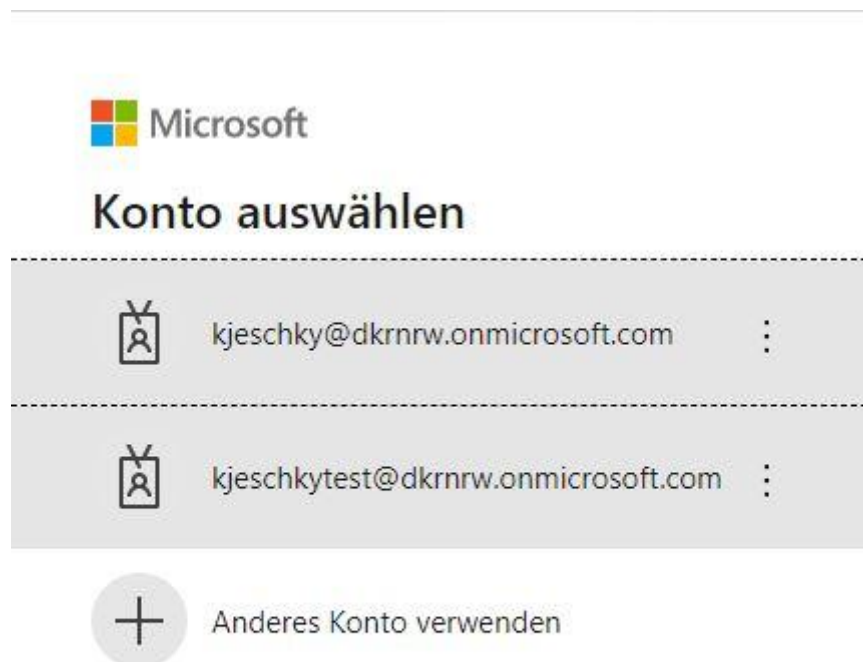 Microsoft
Konto auswählen
kjeschky@dkrnrw.onmicrosoft.com
kjeschkytest@dkrnrw.onmicrosoft.com
Anderes Konto verwenden